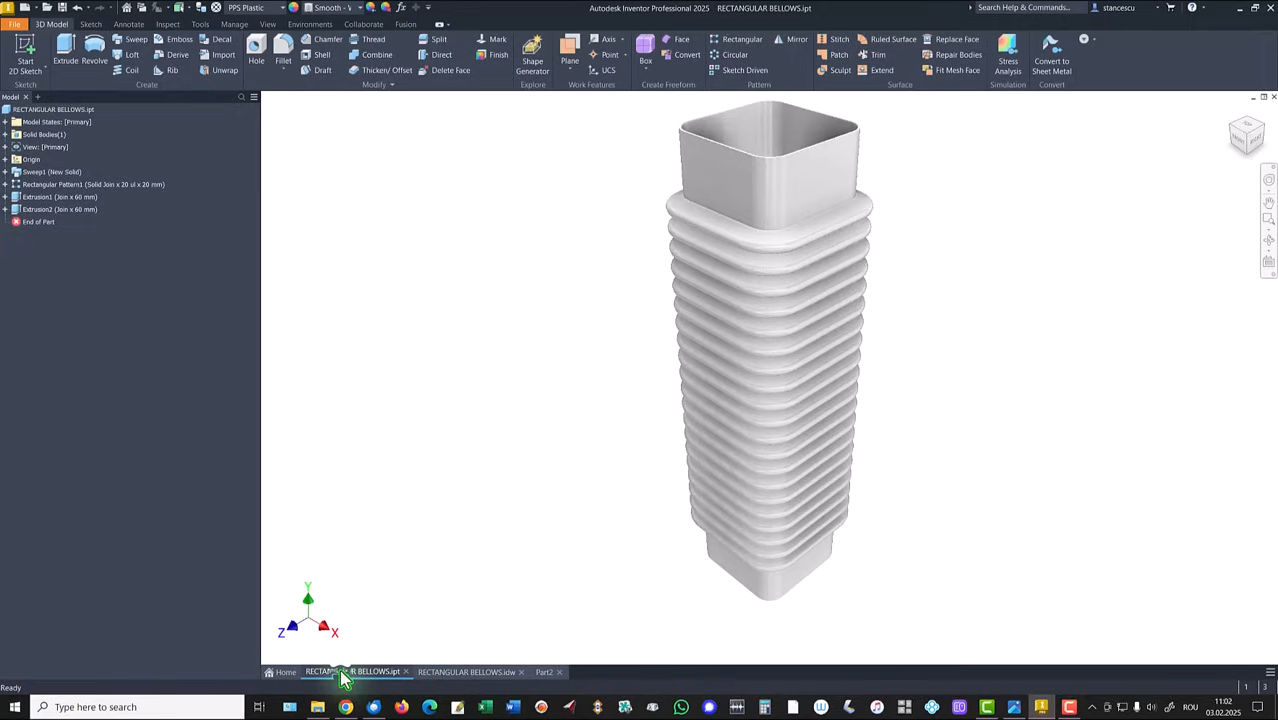 PPS Plastic
Smooth - V
Autodesk Inventor Professional 2025 RECTANGULAR BELLOWS.ipt
Search Help & Commands...
stancescu
File 3D Model Sketch Annotate Inspect Tools Manage View Environments Collaborate Fusion
Start
2D Sketch
Sketch
Extrude Revolve
Sweep Emboss Decal
Loft Derive Import
Coil Rib Unwrap
Create
Hole Fillet
Chamfer Thread Split Mark
Shell Combine Direct Finish
Draft Thicken/ Offset Delete Face
Modify
Shape
Generator
Explore
Plane
Axis
Point
UCS
Work Features
Box
Face
Convert
Create Freeform
Rectangular Mirror
Circular
Sketch Driven
Pattern
Stitch Ruled Surface Replace Face
Patch Trim Repair Bodies
Sculpt Extend Fit Mesh Face
Surface
Stress
Analysis
Simulation
Convert to
Sheet Metal
Convert
Model
RECTANGULAR BELLOWS.ipt
Model States: [Primary]
Solid Bodies(1)
View: [Primary]
Origin
Sweep1 (New Solid)
Rectangular Pattern1 (Solid Join x 20 ul x 20 mm)
Extrusion1 (Join x 60 mm)
Extrusion2 (Join x 60 mm)
End of Part
Y
Z
X
Home RECTANGULAR BELLOWS.ipt RECTANGULAR BELLOWS.idw Part2
Ready
1 3
Type here to search
ROU
11:02
03.02.2025